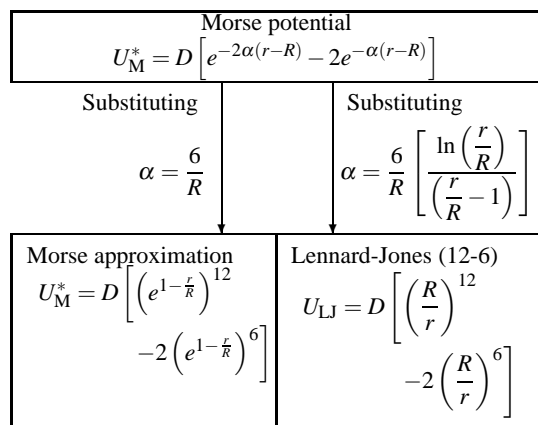 Morse potential
U*_M = D [e^{-2α(r−R)} − 2e^{-α(r−R)}]
Substituting Substituting
α = 6/R α = 6/R [ln(r/R) / (r/R − 1)]
Morse approximation Lennard-Jones (12-6)
U*_M = D [(e^{1−r/R})^{12} U_LJ = D [(R/r)^{12}
−2 (e^{1−r/R})^6] −2 (R/r)^6]